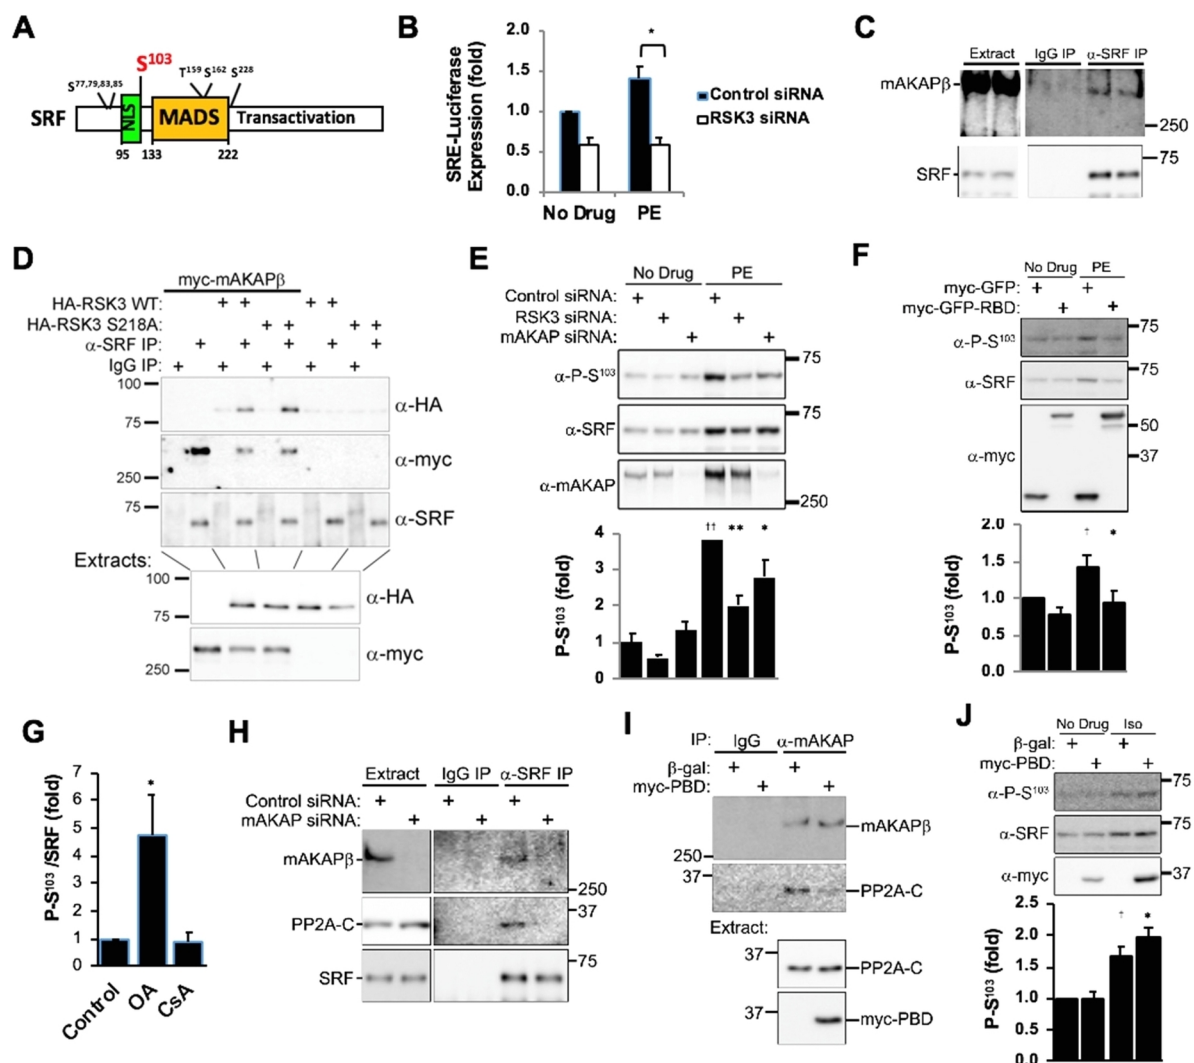 A
S103
S77,79,83,85
T159 S162 S228
SRF
NLS
MADS
Transactivation
95 133 222
B
SRE-Luciferase
Expression (fold)
2.0
1.5
1.0
0.5
0.0
*
Control siRNA
RSK3 siRNA
No Drug PE
C
Extract IgG IP α-SRF IP
mAKAPβ
250
75
SRF
D
myc-mAKAPβ
HA-RSK3 WT: + + + +
HA-RSK3 S218A: + + + +
α-SRF IP: + + + + +
IgG IP: + + + + +
100
α-HA
75
α-myc
250
75
α-SRF
Extracts:
100
α-HA
75
α-myc
250
E
No Drug PE
Control siRNA: + +
RSK3 siRNA: + +
mAKAP siRNA: + +
75
α-P-S103
75
α-SRF
α-mAKAP
250
P-S103 (fold)
4
3
2
1
0
†† ** *
F
No Drug PE
myc-GFP: + +
myc-GFP-RBD: + +
75
α-P-S103
75
α-SRF
50
α-myc
37
P-S103 (fold)
2.0
1.5
1.0
0.5
0.0
† *
G
P-S103/SRF (fold)
7
6
5
4
3
2
1
0
*
Control
OA
CsA
H
Extract IgG IP α-SRF IP
Control siRNA: + + +
mAKAP siRNA: + + +
mAKAPβ
250
37
PP2A-C
75
SRF
I
IP: IgG α-mAKAP
β-gal: + +
myc-PBD: + +
mAKAPβ
250
37
PP2A-C
Extract:
37
PP2A-C
37
myc-PBD
J
No Drug Iso
β-gal: + +
myc-PBD: + +
75
α-P-S103
75
α-SRF
α-myc
37
P-S103 (fold)
2.5
2.0
1.5
1.0
0.5
0.0
† *